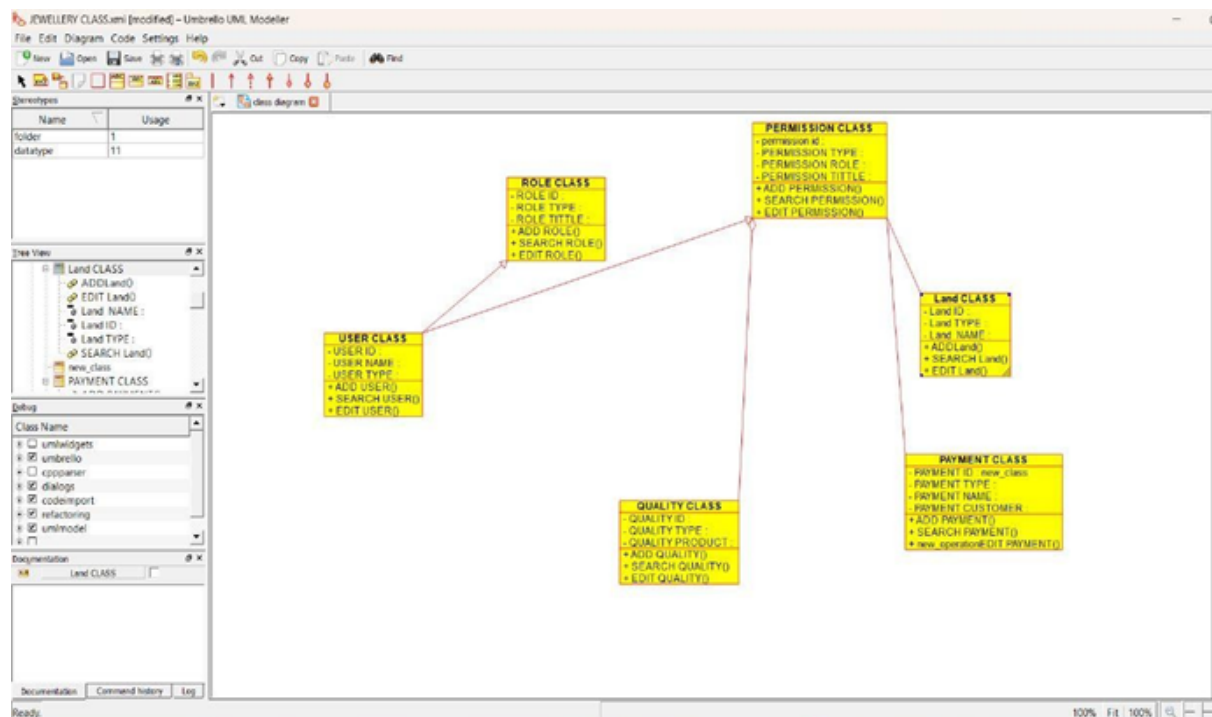 JEWELLERY CLASS.xmi [modified] – Umbrello UML Modeller
File Edit Diagram Code Settings Help
New Open Save Cut Copy Paste Find
Stereotypes
class diagram
Name Usage
folder 1
datatype 11
Tree View
Land CLASS
ADDLand()
EDIT Land()
Land NAME :
Land ID :
Land TYPE :
SEARCH Land()
new_class
PAYMENT CLASS
Debug
Class Name
umlwidgets
umbrello
cppparser
dialogs
codeimport
refactoring
umlmodel
Documentation
Land CLASS
Documentation Command history Log
Ready.
100% Fit 100%
PERMISSION CLASS
- permission id :
- PERMISSION TYPE :
- PERMISSION ROLE :
- PERMISSION TITTLE :
+ ADD PERMISSION()
+ SEARCH PERMISSION()
+ EDIT PERMISSION()
ROLE CLASS
- ROLE ID :
- ROLE TYPE :
- ROLE TITTLE :
+ ADD ROLE()
+ SEARCH ROLE()
+ EDIT ROLE()
Land CLASS
- Land ID :
- Land TYPE :
- Land NAME :
+ ADDLand()
+ SEARCH Land()
+ EDIT Land()
USER CLASS
- USER ID :
- USER NAME :
- USER TYPE :
+ ADD USER()
+ SEARCH USER()
+ EDIT USER()
PAYMENT CLASS
- PAYMENT ID : new_class
- PAYMENT TYPE :
- PAYMENT NAME :
- PAYMENT CUSTOMER :
+ ADD PAYMENT()
+ SEARCH PAYMENT()
+ new_operationEDIT PAYMENT()
QUALITY CLASS
- QUALITY ID :
- QUALITY TYPE :
- QUALITY PRODUCT :
+ ADD QUALITY()
+ SEARCH QUALITY()
+ EDIT QUALITY()